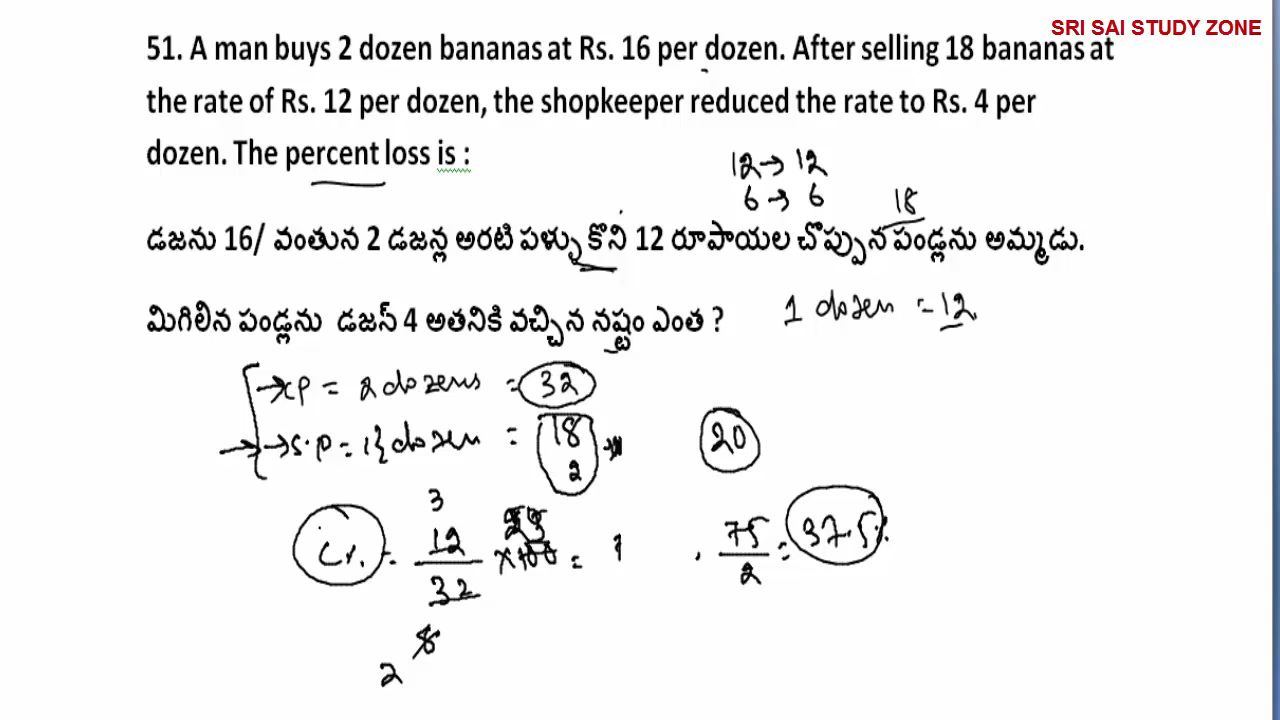 SRI SAI STUDY ZONE
51. A man buys 2 dozen bananas at Rs. 16 per dozen. After selling 18 bananas at
the rate of Rs. 12 per dozen, the shopkeeper reduced the rate to Rs. 4 per
dozen. The percent loss is :
12 → 12
6 → 6
18
డజను 16/ వంతున 2 డజన్ల అరటి పళ్ళు కొని 12 రూపాయల చొప్పున పండ్లను అమ్మడు.
మిగిలిన పండ్లను డజన్ 4 అతనికి వచ్చిన నష్టం ఎంత ?
1 dozen = 12
→ cp = 2 dozens = 32
→ → s.p = dozen = 18
2
20
3
12 25
32 × 100 =
75
2 = 37.5%
8
2